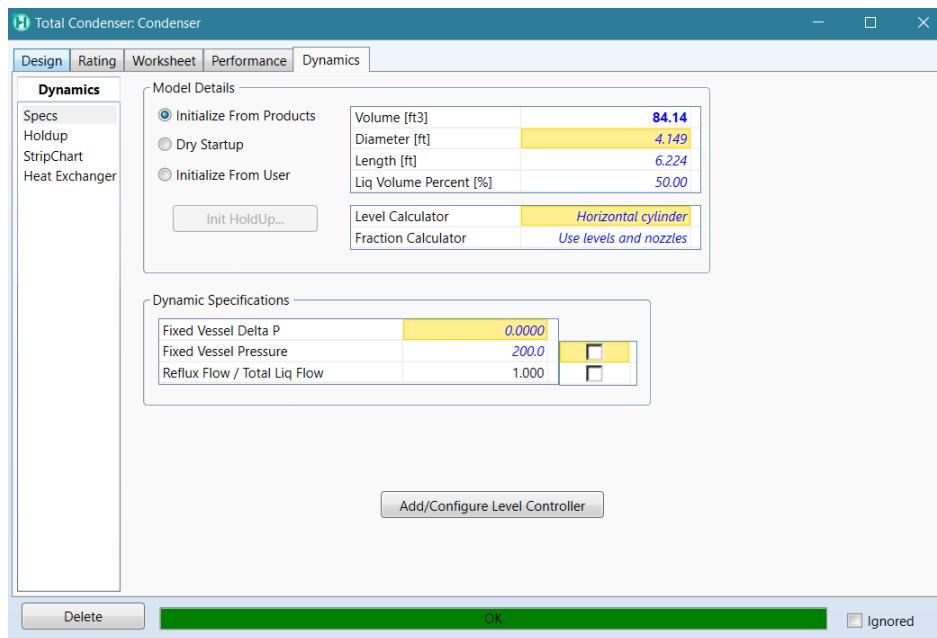 Total Condenser: Condenser
Design Rating Worksheet Performance Dynamics
Dynamics
Specs
Holdup
StripChart
Heat Exchanger
Model Details
Initialize From Products
Dry Startup
Initialize From User
Init HoldUp...
Volume [ft3] 84.14
Diameter [ft] 4.149
Length [ft] 6.224
Liq Volume Percent [%] 50.00
Level Calculator Horizontal cylinder
Fraction Calculator Use levels and nozzles
Dynamic Specifications
Fixed Vessel Delta P 0.0000
Fixed Vessel Pressure 200.0
Reflux Flow / Total Liq Flow 1.000
Add/Configure Level Controller
Delete OK Ignored